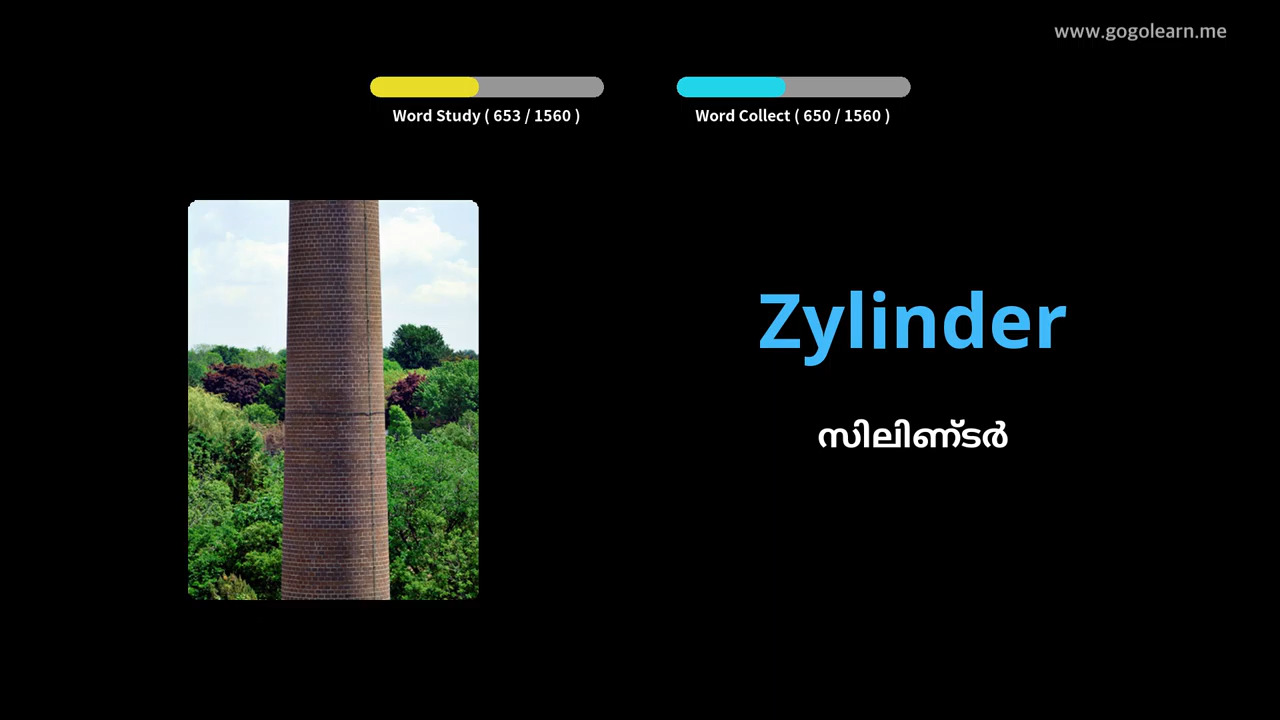 www.gogolearn.me
Word Study ( 653 / 1560 )
Word Collect ( 650 / 1560 )
Zylinder
സിലിണ്ടർ